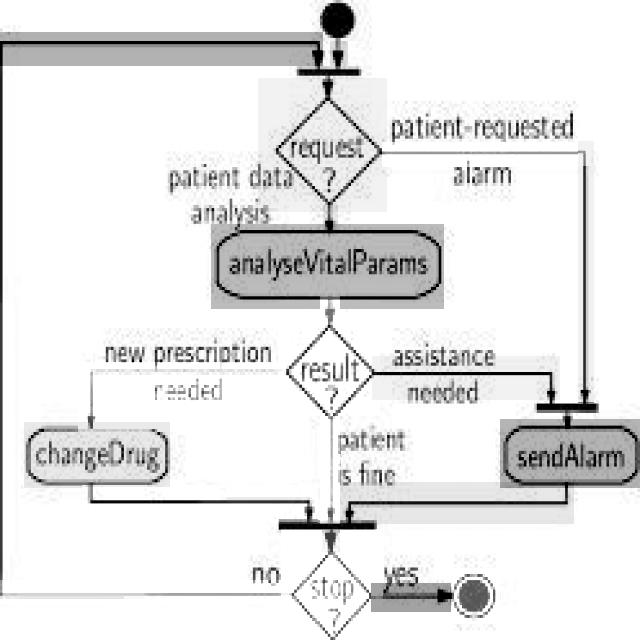 request
?
patient-requested
alarm
patient data
analysis
analyseVitalParams
new prescription
needed
result
?
assistance
needed
changeDrug
patient
is fine
sendAlarm
no
stop
?
yes